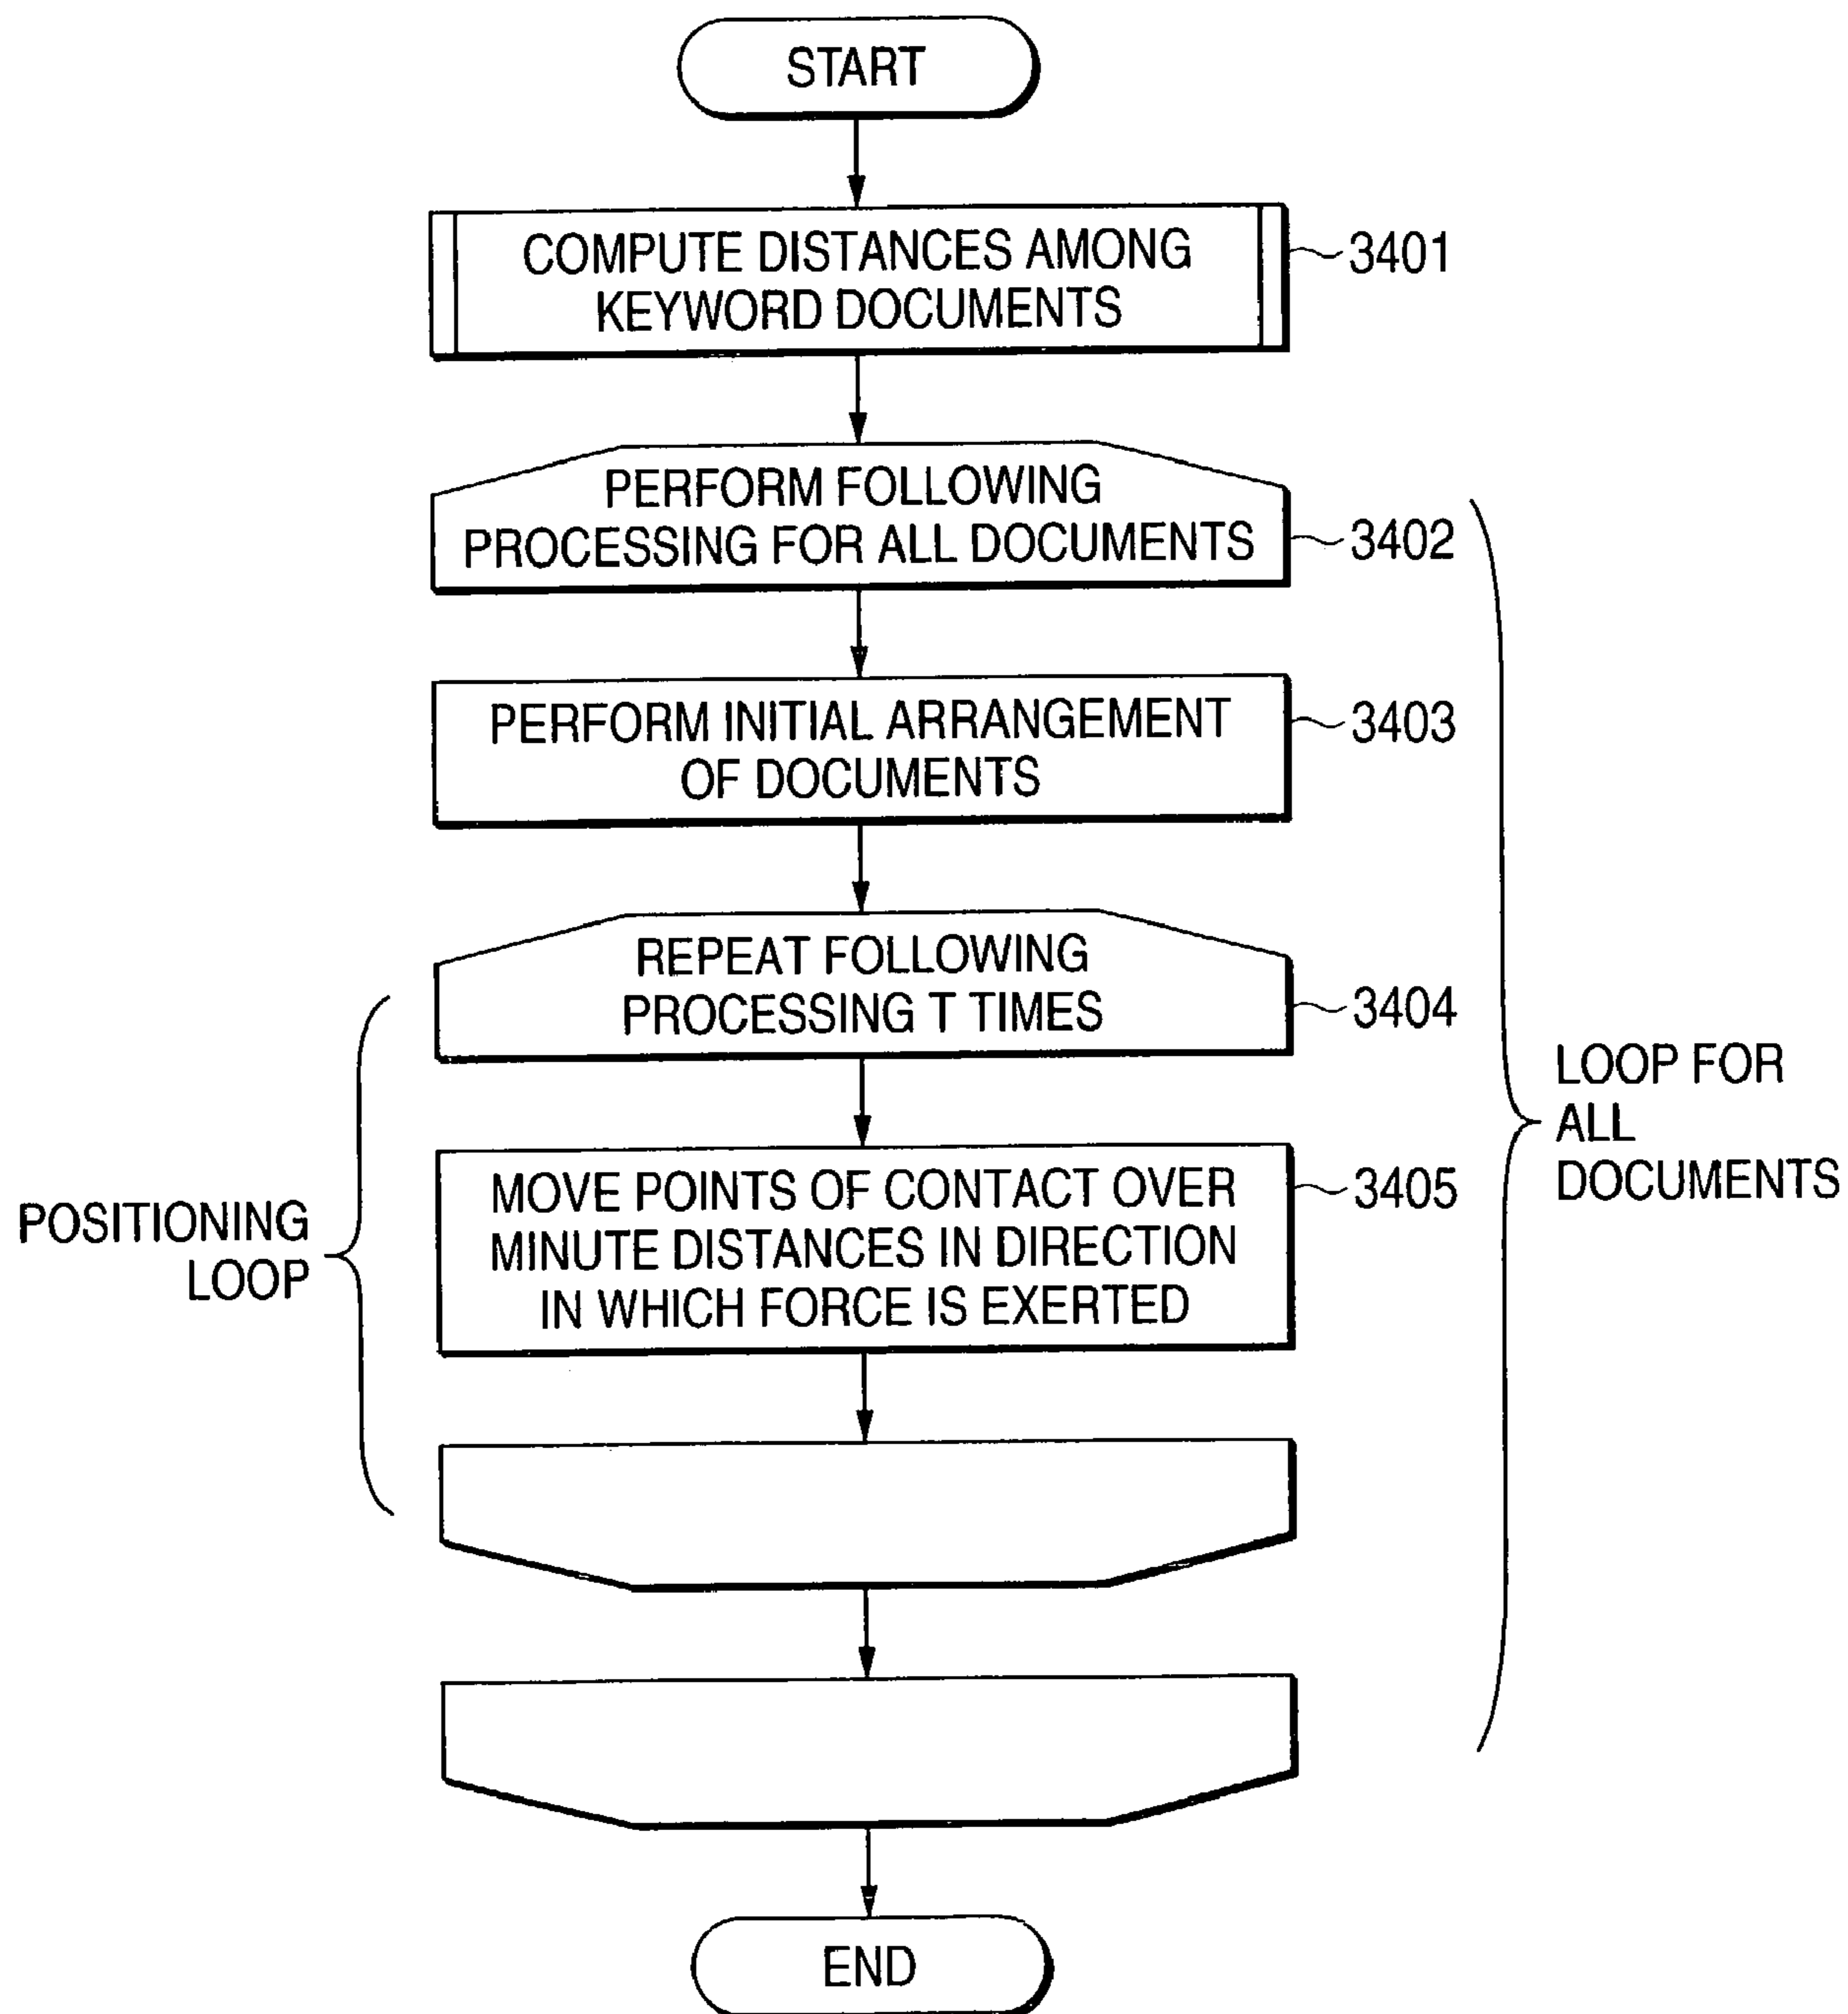 START
COMPUTE DISTANCES AMONG
KEYWORD DOCUMENTS
3401
PERFORM FOLLOWING
PROCESSING FOR ALL DOCUMENTS
3402
PERFORM INITIAL ARRANGEMENT
OF DOCUMENTS
3403
REPEAT FOLLOWING
PROCESSING T TIMES
3404
LOOP FOR
ALL
DOCUMENTS
MOVE POINTS OF CONTACT OVER
MINUTE DISTANCES IN DIRECTION
IN WHICH FORCE IS EXERTED
3405
POSITIONING
LOOP
END